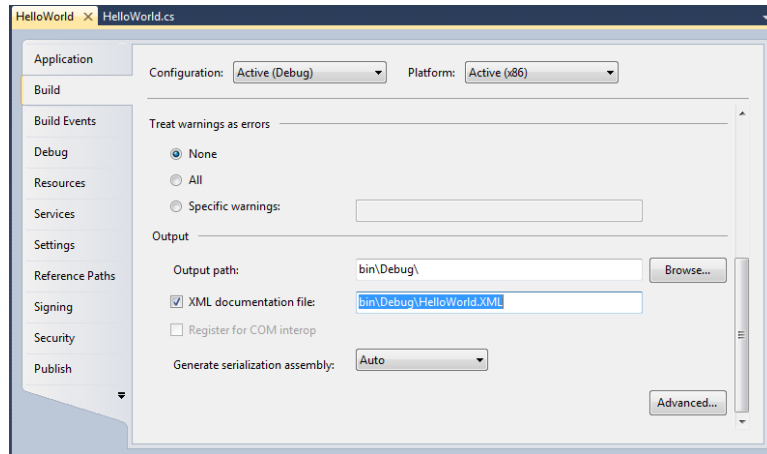 HelloWorld HelloWorld.cs
Application
Build
Build Events
Debug
Resources
Services
Settings
Reference Paths
Signing
Security
Publish
Configuration: Active (Debug) Platform: Active (x86)
Treat warnings as errors
None
All
Specific warnings:
Output
Output path: bin\Debug\ Browse...
XML documentation file: bin\Debug\HelloWorld.XML
Register for COM interop
Generate serialization assembly: Auto
Advanced...